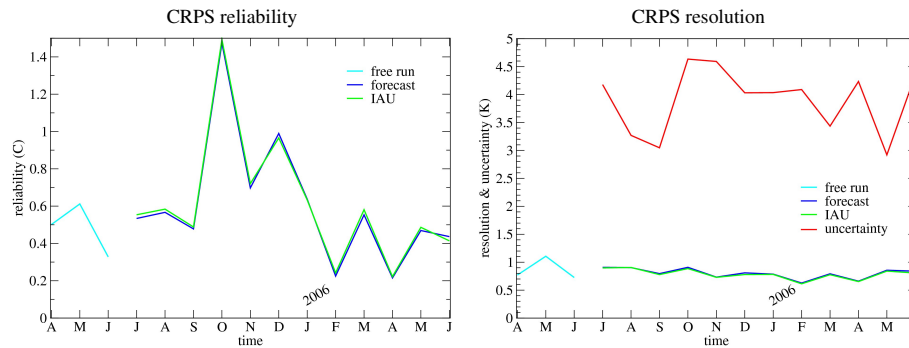 CRPS reliability
1.4
1.2
1
0.8
0.6
0.4
0.2
0
reliability (C)
free run
forecast
IAU
2006
A M J J A S O N D J F M A M J
time
CRPS resolution
5
4.5
4
3.5
3
2.5
2
1.5
1
0.5
0
resolution & uncertainty (K)
free run
forecast
IAU
uncertainty
2006
A M J J A S O N D J F M A M
time